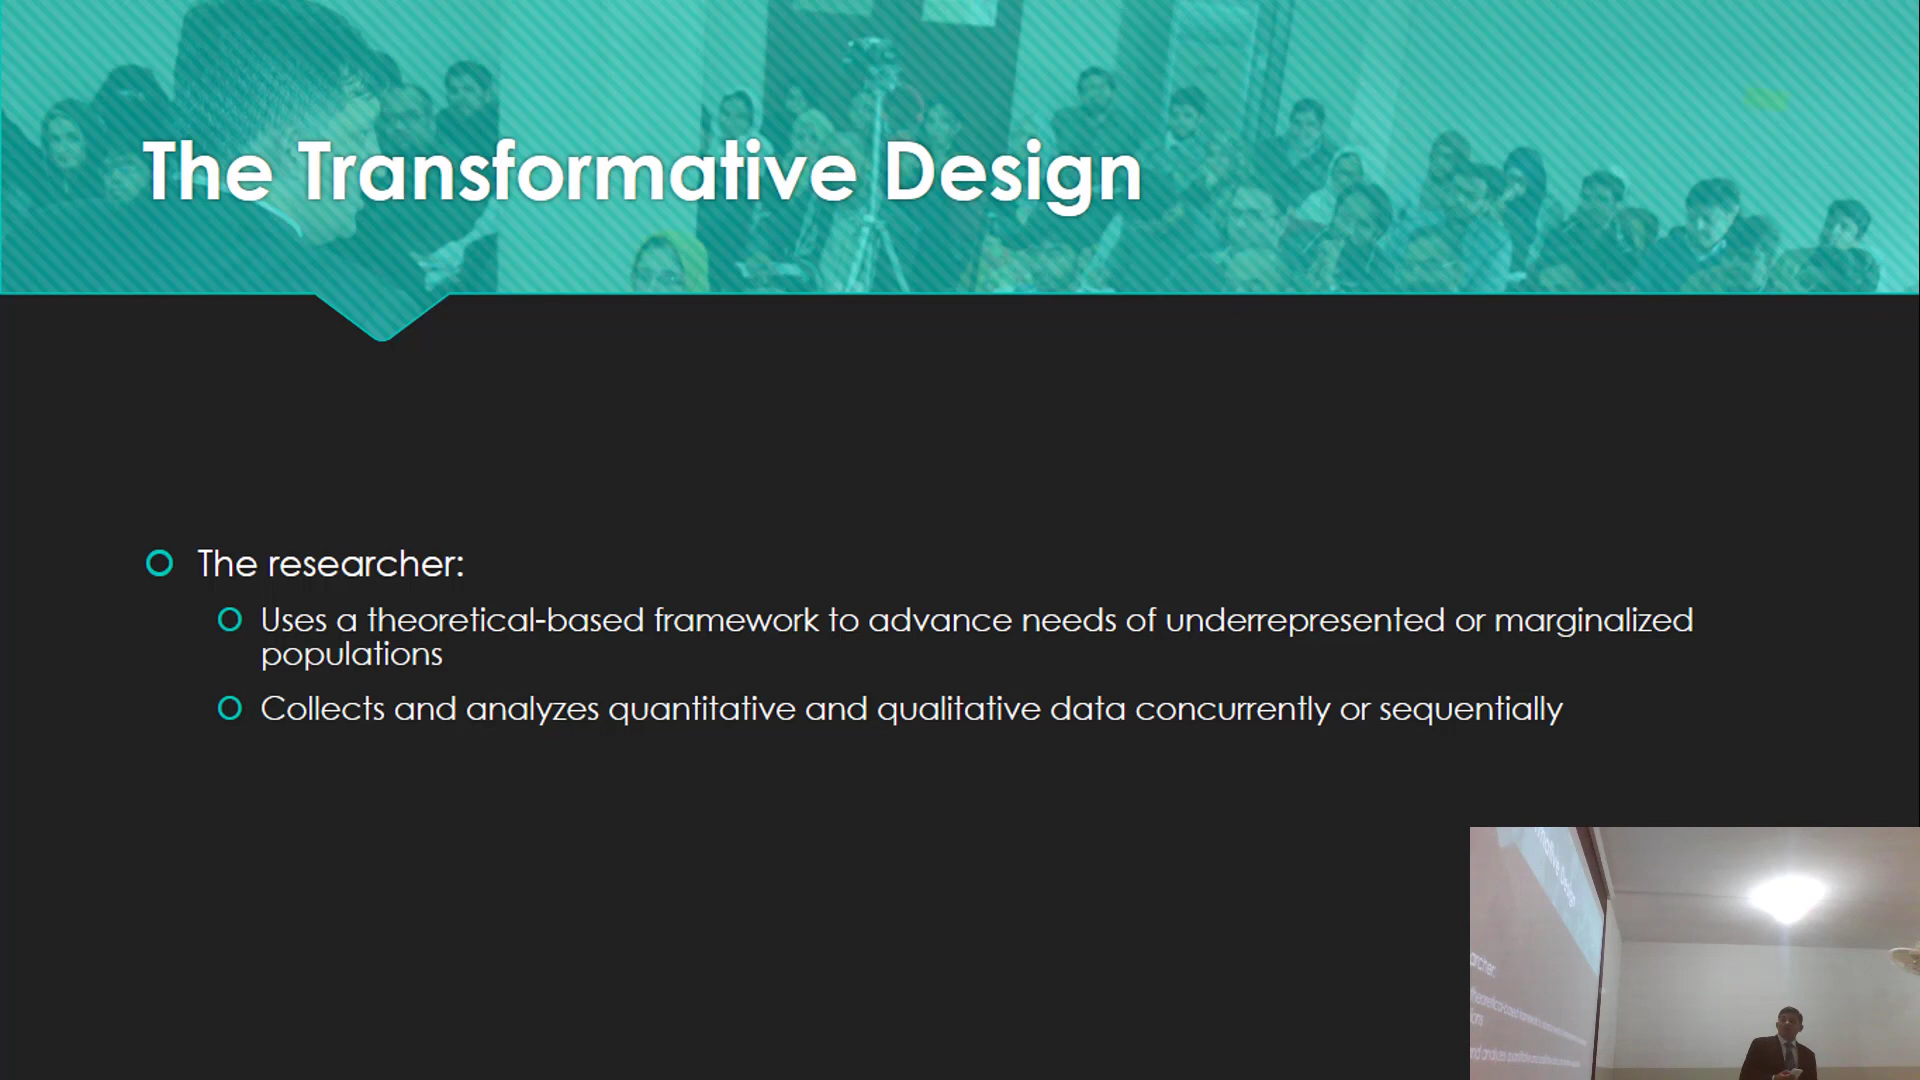 The Transformative Design
The researcher:
Uses a theoretical-based framework to advance needs of underrepresented or marginalized
populations
Collects and analyzes quantitative and qualitative data concurrently or sequentially